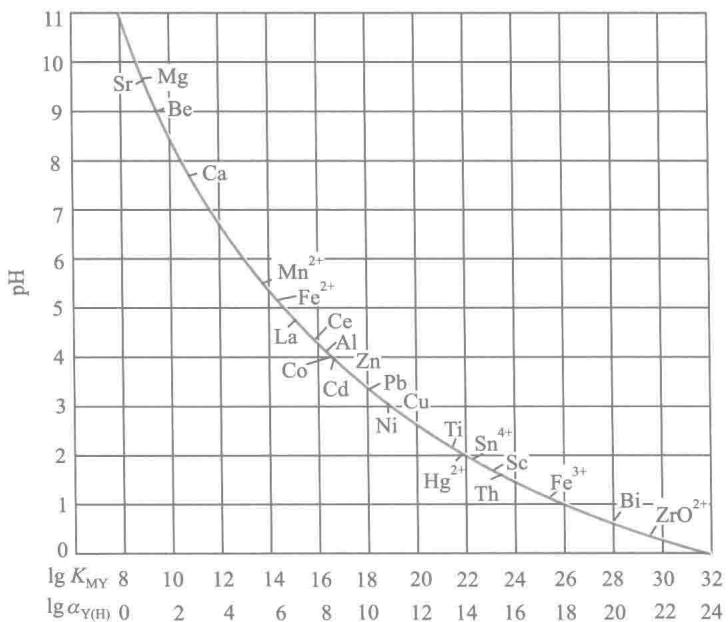 11
10
9
8
7
6
5
4
3
2
1
0
pH
Sr
Mg
Be
Ca
Mn²⁺
Fe²⁺
La
Ce
Al
Co
Cd
Zn
Pb
Ni
Cu
Ti
Hg²⁺
Sn⁴⁺
Sc
Th
Fe³⁺
Bi
ZrO²⁺
lg K_MY 8 10 12 14 16 18 20 22 24 26 28 30 32
lg α_Y(H) 0 2 4 6 8 10 12 14 16 18 20 22 24